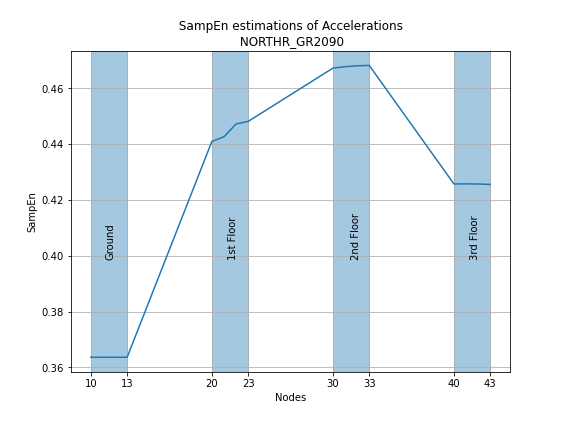 SampEn estimations of Accelerations
NORTHR_GR2090
0.46
0.44
0.42
0.40
0.38
0.36
SampEn
Ground
1st Floor
2nd Floor
3rd Floor
10 13 20 23 30 33 40 43
Nodes